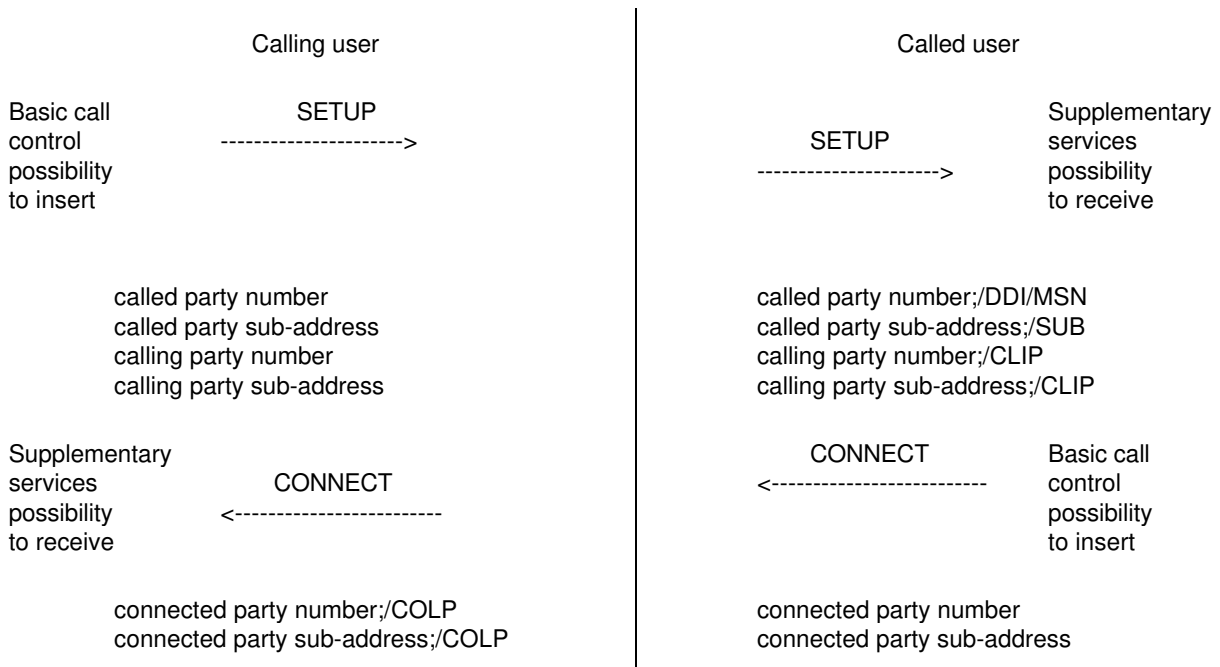 Calling user
Called user
Basic call
control
possibility
to insert
SETUP
---------------------->
SETUP
---------------------->
Supplementary
services
possibility
to receive
called party number
called party sub-address
calling party number
calling party sub-address
called party number;/DDI/MSN
called party sub-address;/SUB
calling party number;/CLIP
calling party sub-address;/CLIP
Supplementary
services
possibility
to receive
CONNECT
<-------------------------
CONNECT
<--------------------------
Basic call
control
possibility
to insert
connected party number;/COLP
connected party sub-address;/COLP
connected party number
connected party sub-address